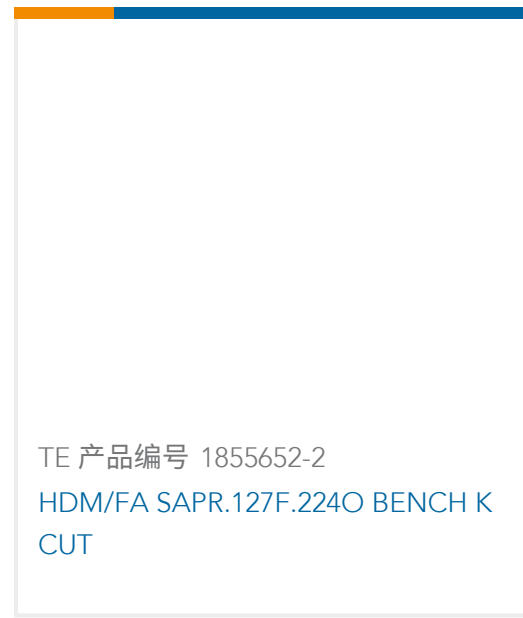 TE 产品编号 1855652-2
HDM/FA SAPR.127F.224O BENCH K
CUT